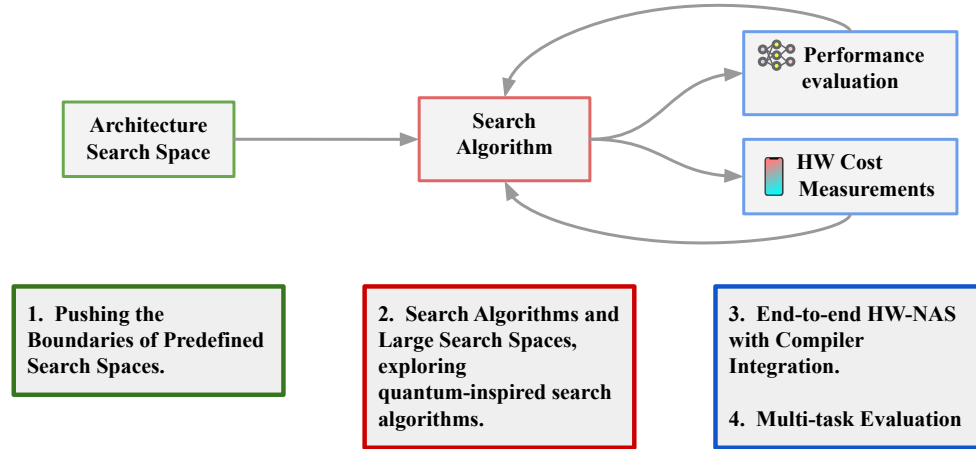 Architecture
Search Space
Search
Algorithm
Performance
evaluation
HW Cost
Measurements
1. Pushing the
Boundaries of Predefined
Search Spaces.
2. Search Algorithms and
Large Search Spaces,
exploring
quantum-inspired search
algorithms.
3. End-to-end HW-NAS
with Compiler
Integration.
4. Multi-task Evaluation